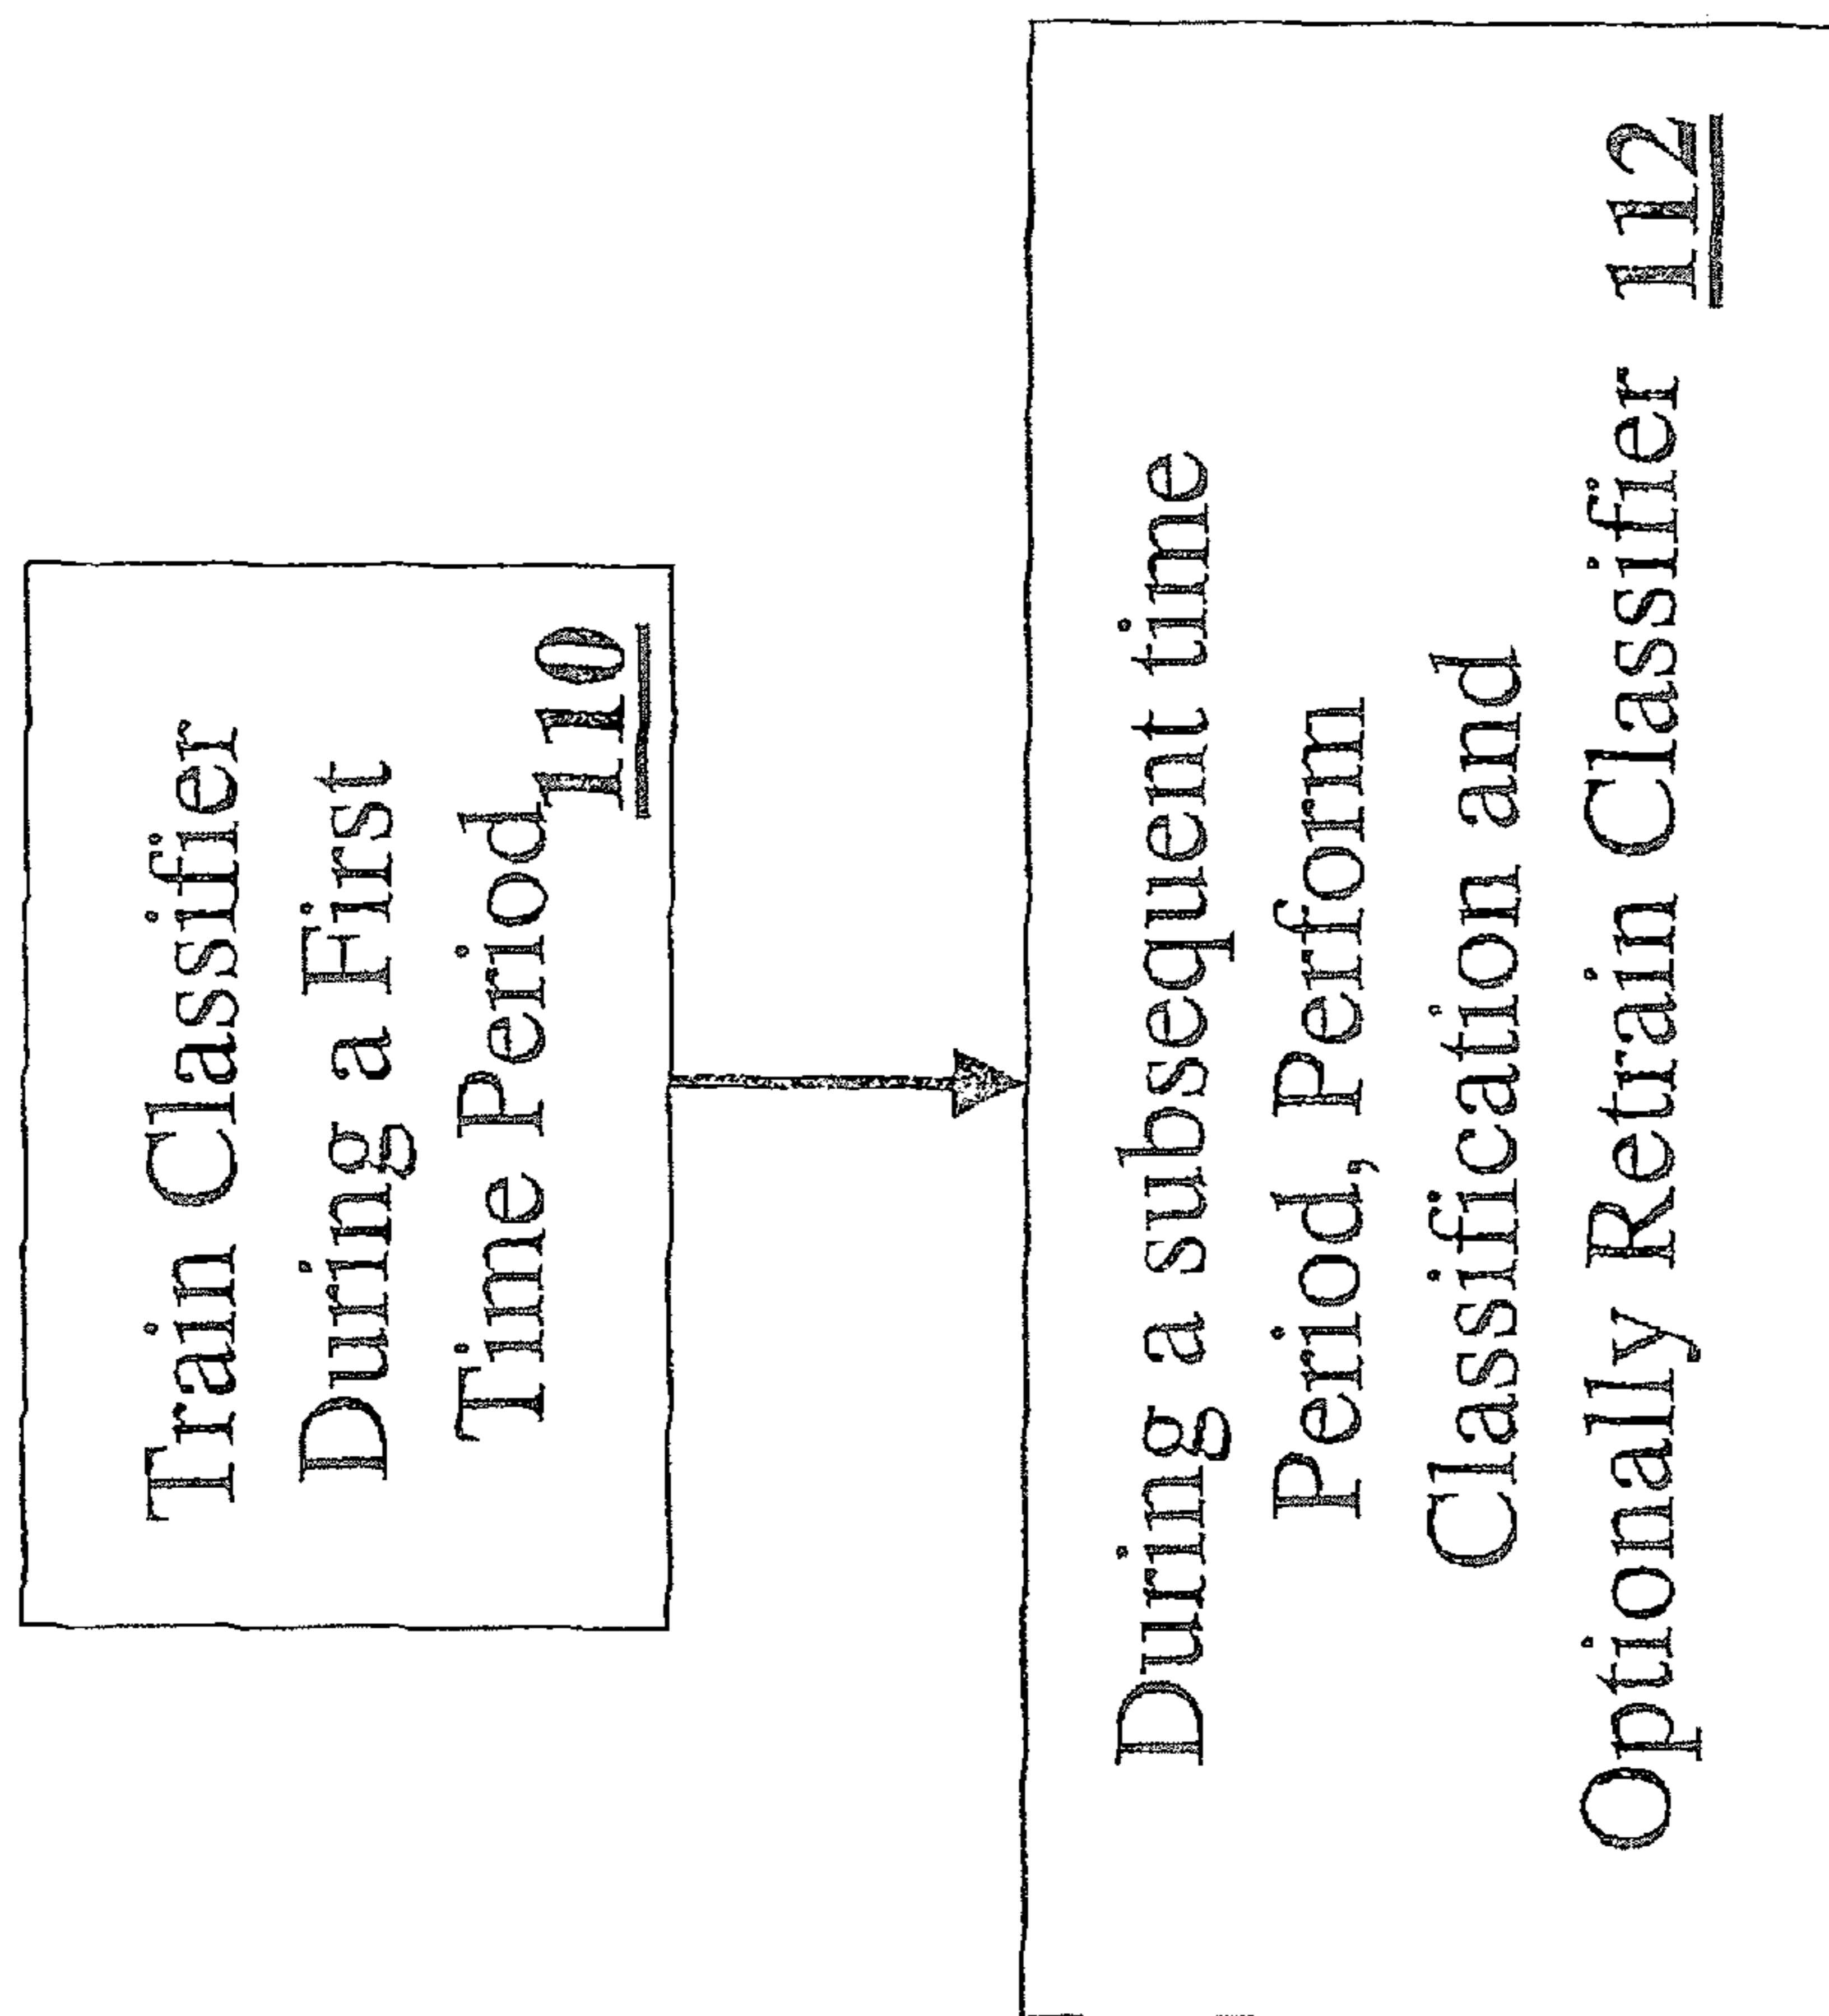 Train Classifier
During a First
Time Period 110
During a subsequent time
Period, Perform
Classification and
Optionally Retrain Classifier 112